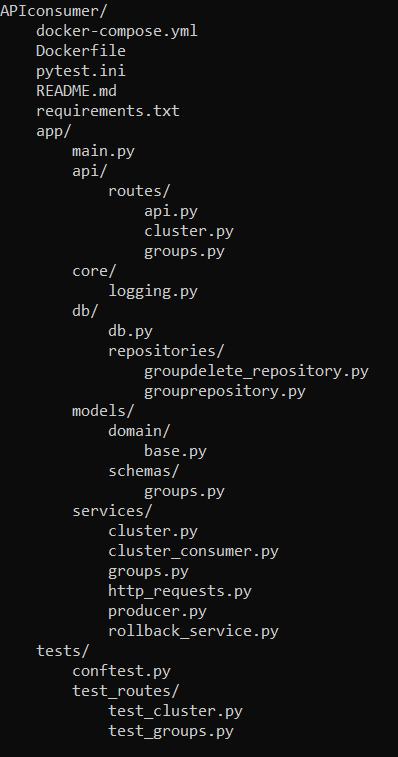 APIconsumer/
    docker-compose.yml
    Dockerfile
    pytest.ini
    README.md
    requirements.txt
    app/
        main.py
        api/
            routes/
                api.py
                cluster.py
                groups.py
        core/
            logging.py
        db/
            db.py
            repositories/
                groupdelete_repository.py
                grouprepository.py
        models/
            domain/
                base.py
            schemas/
                groups.py
        services/
            cluster.py
            cluster_consumer.py
            groups.py
            http_requests.py
            producer.py
            rollback_service.py
    tests/
        conftest.py
        test_routes/
            test_cluster.py
            test_groups.py